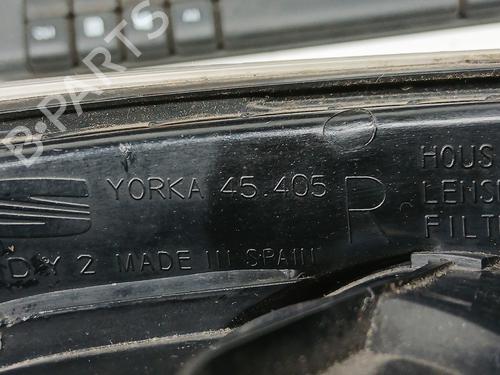 YORKA 45.405 R.
HOUS
LENS
FILT
D Y 2 MADE IN SPAIN
B-PARTS